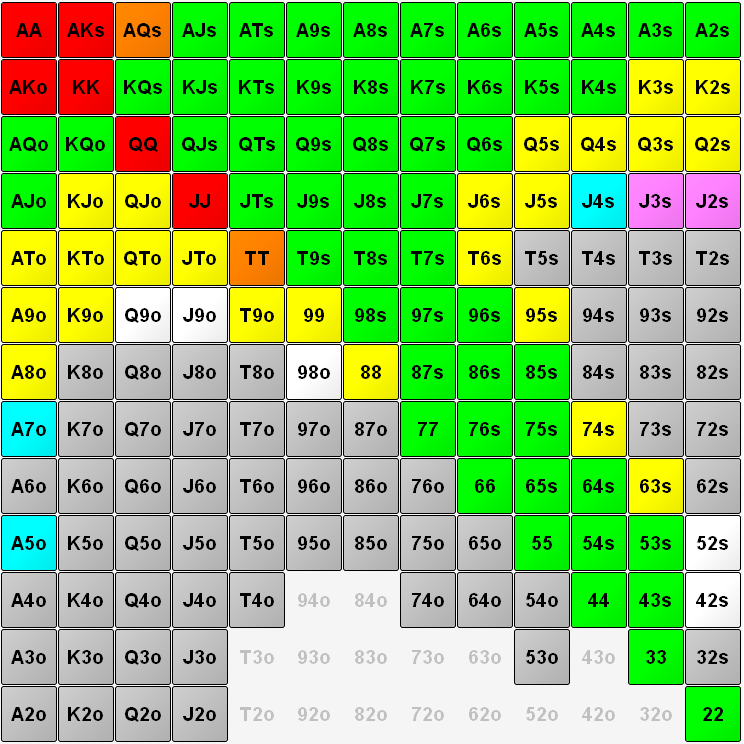 AA AKs AQs AJs ATs A9s A8s A7s A6s A5s A4s A3s A2s
AKo KK KQs KJs KTs K9s K8s K7s K6s K5s K4s K3s K2s
AQo KQo QQ QJs QTs Q9s Q8s Q7s Q6s Q5s Q4s Q3s Q2s
AJo KJo QJo JJ JTs J9s J8s J7s J6s J5s J4s J3s J2s
ATo KTo QTo JTo TT T9s T8s T7s T6s T5s T4s T3s T2s
A9o K9o Q9o J9o T9o 99 98s 97s 96s 95s 94s 93s 92s
A8o K8o Q8o J8o T8o 98o 88 87s 86s 85s 84s 83s 82s
A7o K7o Q7o J7o T7o 97o 87o 77 76s 75s 74s 73s 72s
A6o K6o Q6o J6o T6o 96o 86o 76o 66 65s 64s 63s 62s
A5o K5o Q5o J5o T5o 95o 85o 75o 65o 55 54s 53s 52s
A4o K4o Q4o J4o T4o 94o 84o 74o 64o 54o 44 43s 42s
A3o K3o Q3o J3o T3o 93o 83o 73o 63o 53o 43o 33 32s
A2o K2o Q2o J2o T2o 92o 82o 72o 62o 52o 42o 32o 22